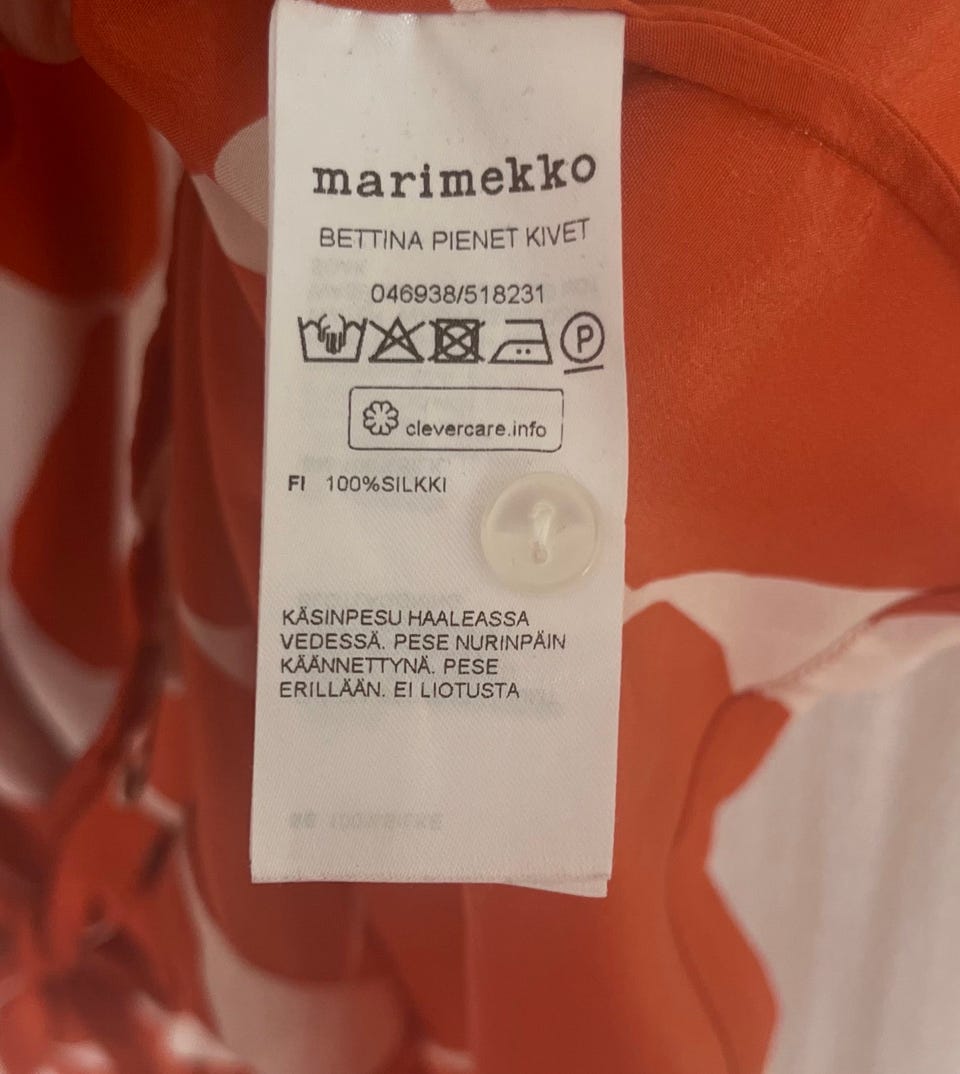 marimekko
BETTINA PIENET KIVET
046938/518231
P
clevercare.info
FI 100%SILKKI
KÄSINPESU HAALEASSA
VEDESSÄ. PESE NURINPÄIN
KÄÄNNETTYNÄ. PESE
ERILLÄÄN. EI LIOTUSTA